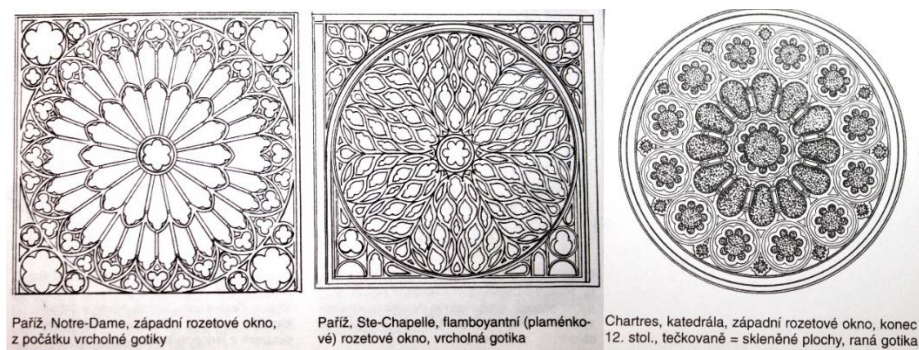 Paříž, Notre-Dame, západní rozetové okno,
z počátku vrcholné gotiky
Paříž, Ste-Chapelle, flamboyantní (plaménko-
vé) rozetové okno, vrcholná gotika
Chartres, katedrála, západní rozetové okno, konec
12. stol., tečkovaně = skleněné plochy, raná gotika